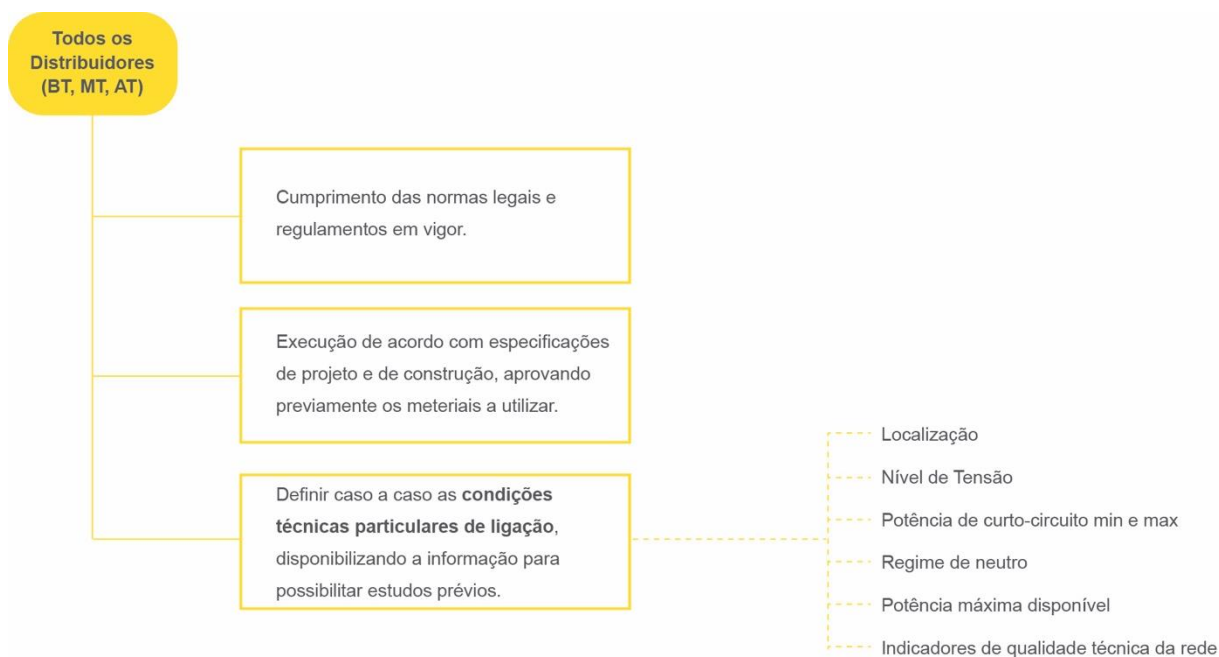 Todos os
Distribuidores
(BT, MT, AT)
Cumprimento das normas legais e
regulamentos em vigor.
Execução de acordo com especificações
de projeto e de construção, aprovando
previamente os meteriais a utilizar.
Definir caso a caso as condições
técnicas particulares de ligação,
disponibilizando a informação para
possibilitar estudos prévios.
Localização
Nível de Tensão
Potência de curto-circuito min e max
Regime de neutro
Potência máxima disponível
Indicadores de qualidade técnica da rede